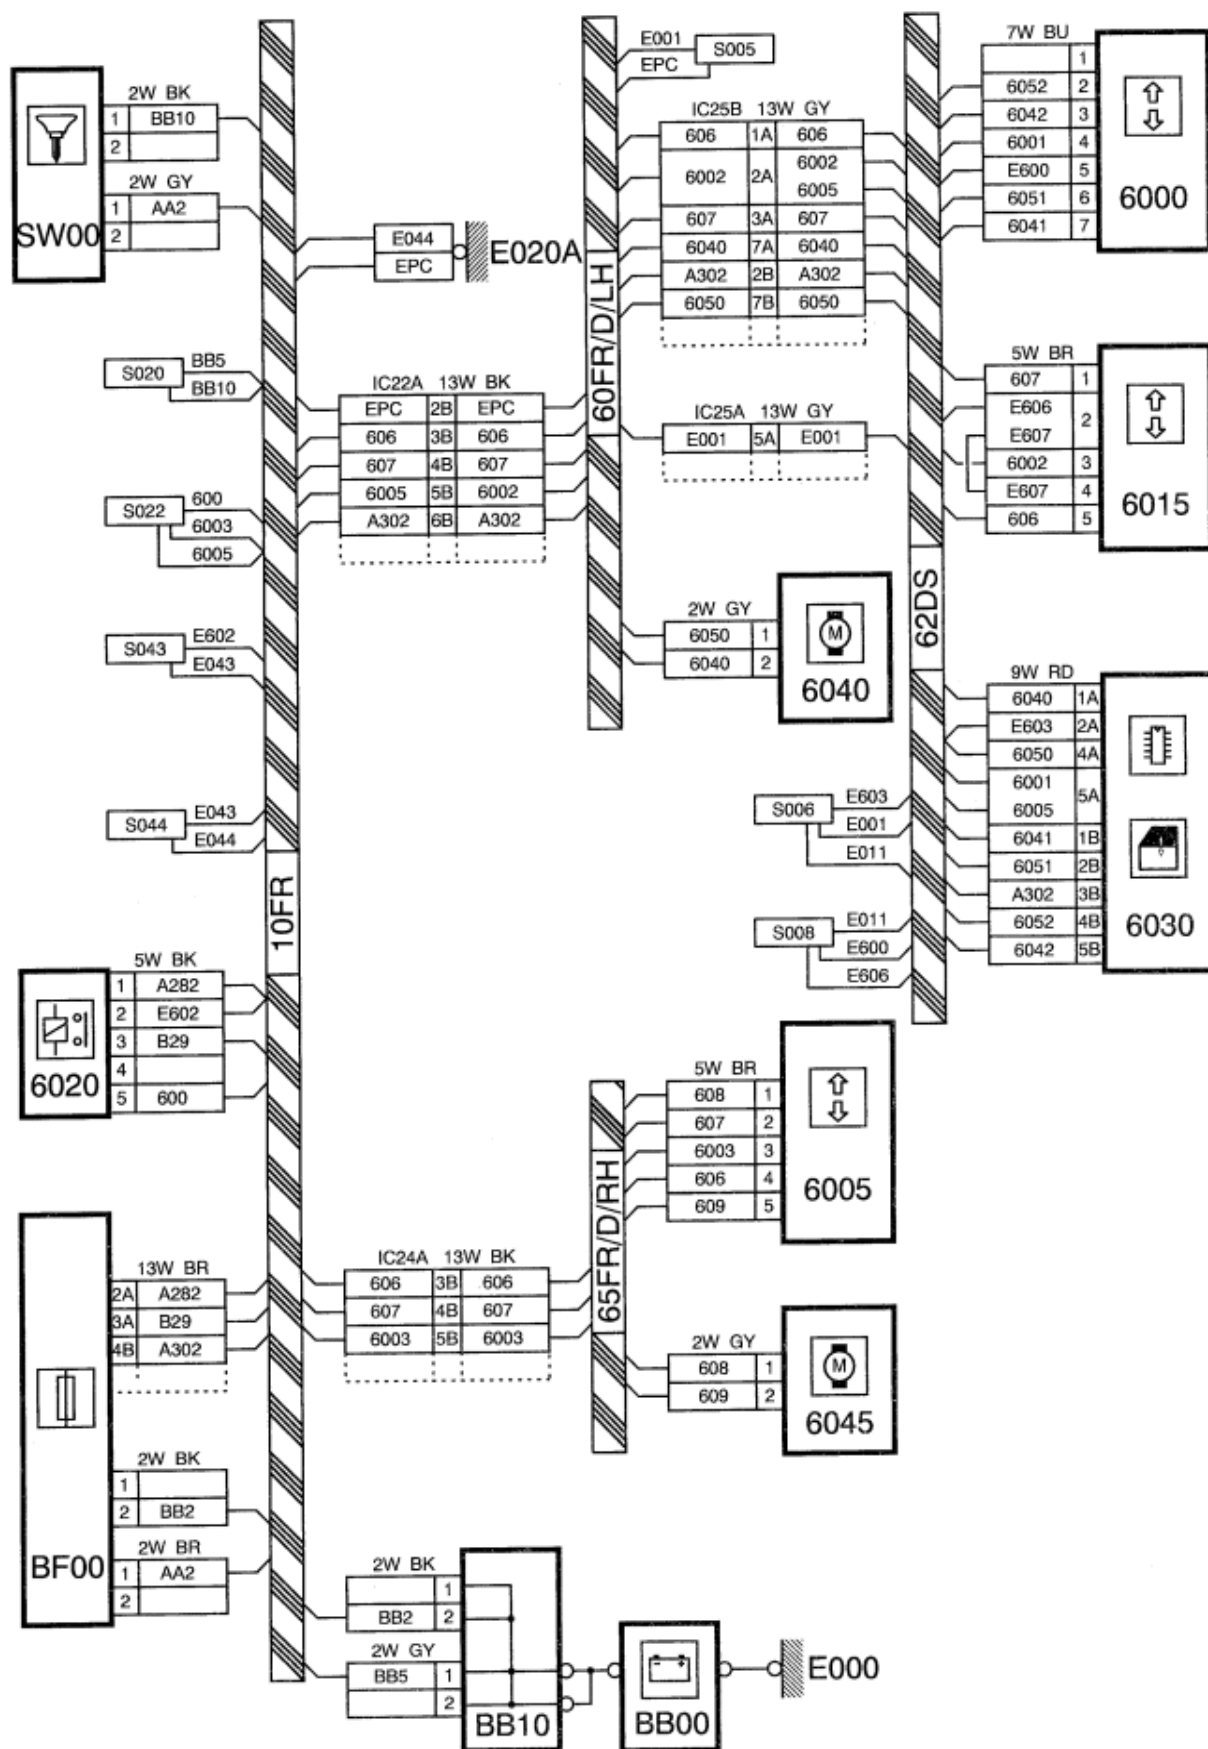 2W BK
1 BB10
2
2W GY
1 AA2
2
SW00
E044
EPC
E020A
S020
BB5
BB10
S022
600
6003
6005
S043
E602
E043
S044
E043
E044
10FR
5W BK
1 A282
2 E602
3 B29
4
5 600
6020
13W BR
2A A282
3A B29
4B A302
2W BK
1
2 BB2
2W BR
1 AA2
2
BF00
IC22A 13W BK
EPC 2B EPC
606 3B 606
607 4B 607
6005 5B 6002
A302 6B A302
IC24A 13W BK
606 3B 606
607 4B 607
6003 5B 6003
2W BK
1
BB2 2
2W GY
BB5 1
2
BB10
BB00
E000
60FR/D/LH
E001
EPC
S005
IC25B 13W GY
606 1A 606
6002 2A 6002
6005
607 3A 607
6040 7A 6040
A302 2B A302
6050 7B 6050
IC25A 13W GY
E001 5A E001
2W GY
6050 1
6040 2
M
6040
S006
E603
E001
E011
S008
E011
E600
E606
65FR/D/RH
5W BR
608 1
607 2
6003 3
606 4
609 5
6005
2W GY
608 1
609 2
M
6045
62DS
7W BU
1
6052 2
6042 3
6001 4
E600 5
6051 6
6041 7
6000
5W BR
607 1
E606 2
E607
6002 3
E607 4
606 5
6015
9W RD
6040 1A
E603 2A
6050 4A
6001 5A
6005
6041 1B
6051 2B
A302 3B
6052 4B
6042 5B
6030